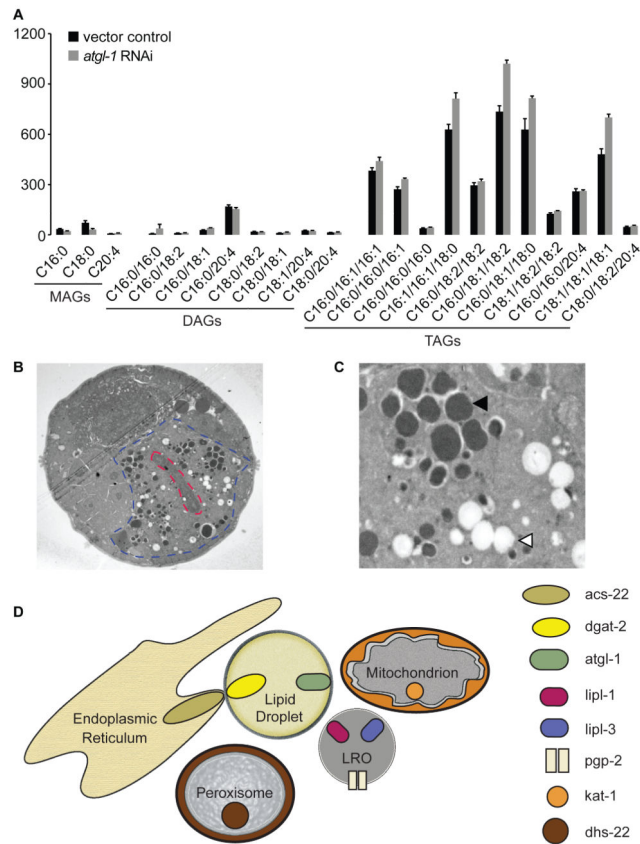 A
1200
900
600
300
0
vector control
atgl-1 RNAi
C16:0
C18:0
C20:4
C16:0/16:0
C16:0/18:2
C16:0/18:1
C16:0/20:4
C18:0/18:2
C18:0/18:1
C18:1/20:4
C18:0/20:4
C16:0/16:1/16:1
C16:0/16:0/16:1
C16:0/16:0/16:0
C16:1/16:1/18:0
C16:0/18:2/18:2
C16:0/18:1/18:2
C16:0/18:1/18:0
C18:1/18:2/18:2
C16:0/16:0/20:4
C18:1/18:1/18:1
C18:0/18:2/20:4
MAGs
DAGs
TAGs
B
C
D
Endoplasmic
Reticulum
Lipid
Droplet
Mitochondrion
LRO
Peroxisome
acs-22
dgat-2
atgl-1
lipl-1
lipl-3
pgp-2
kat-1
dhs-22